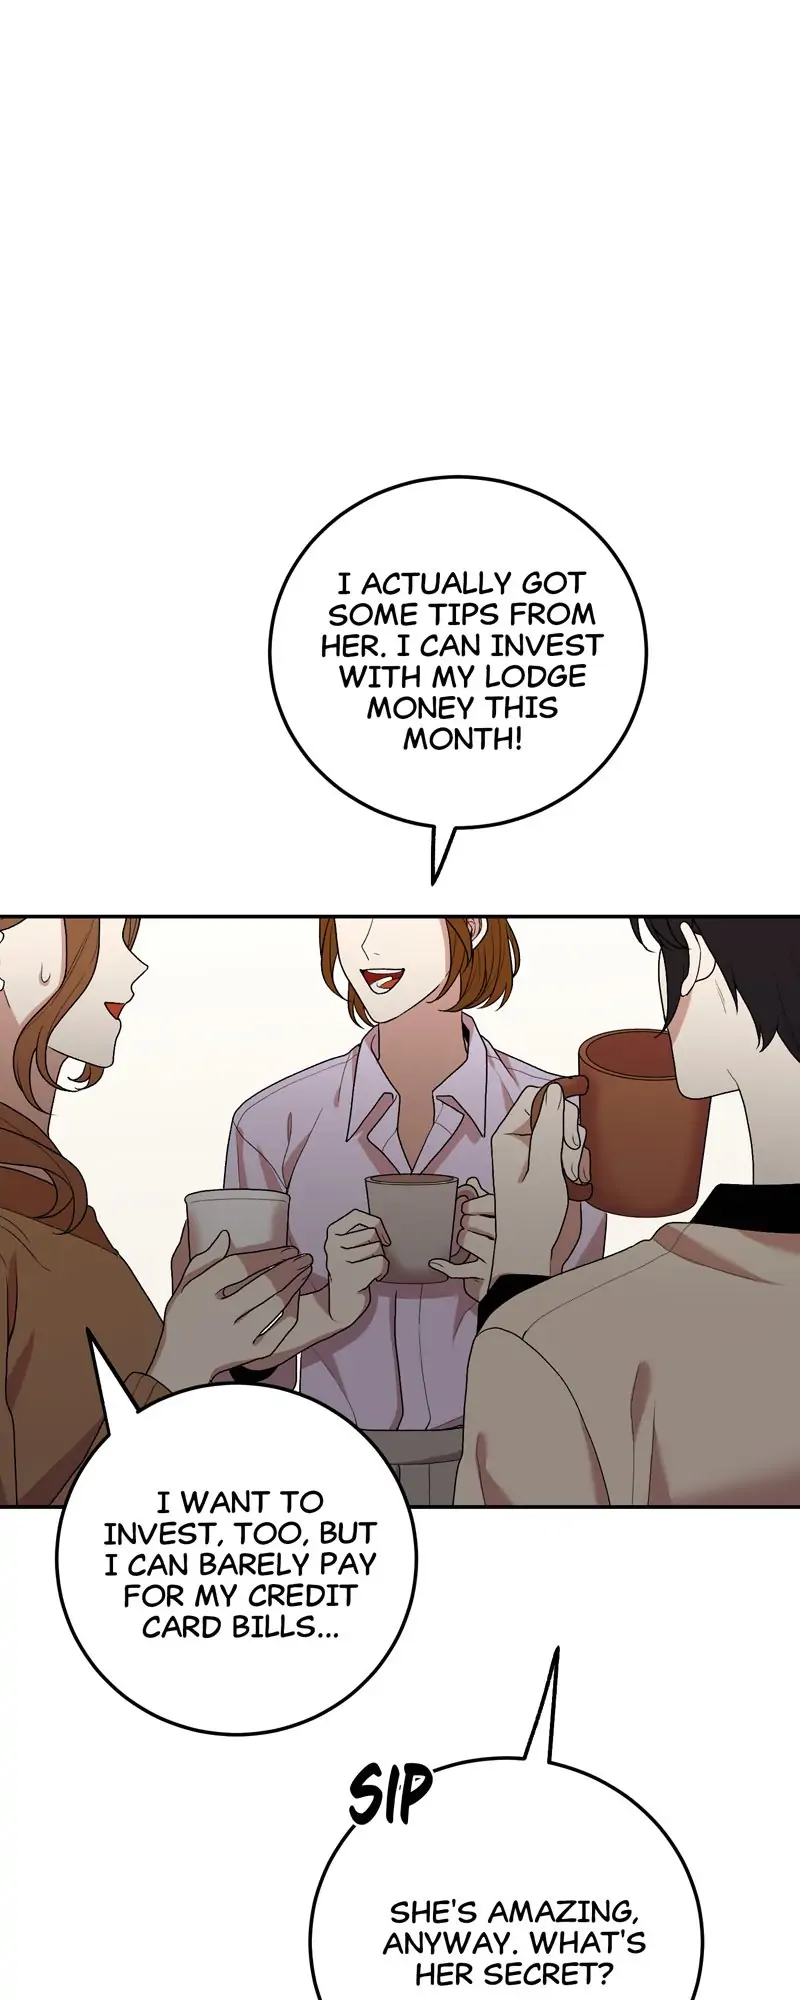 I ACTUALLY GOT
SOME TIPS FROM
HER. I CAN INVEST
WITH MY LODGE
MONEY THIS
MONTH!
I WANT TO
INVEST, TOO, BUT
I CAN BARELY PAY
FOR MY CREDIT
CARD BILLS...
SIP
SHE'S AMAZING,
ANYWAY. WHAT'S
HER SECRET?